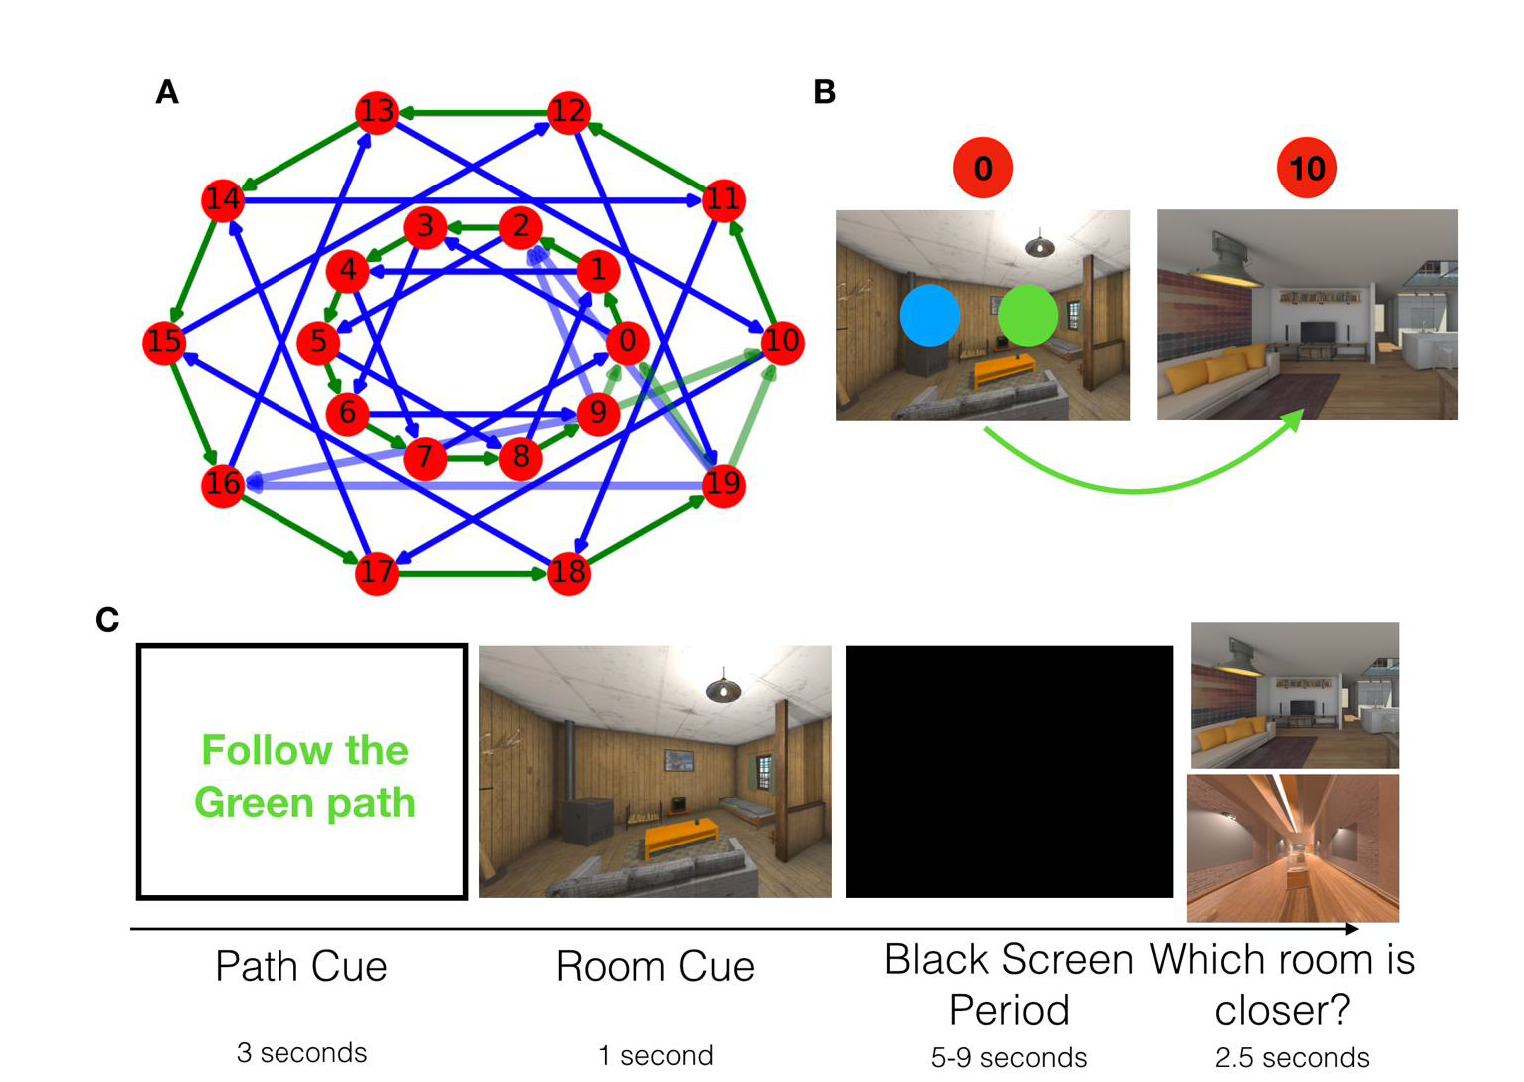 A
13
12
14
11
3
2
4
1
15
5
0
10
6
9
7
8
16
19
17
18
B
0
10
C
Follow the
Green path
Path Cue
3 seconds
Room Cue
1 second
Black Screen
Period
5-9 seconds
Which room is
closer?
2.5 seconds